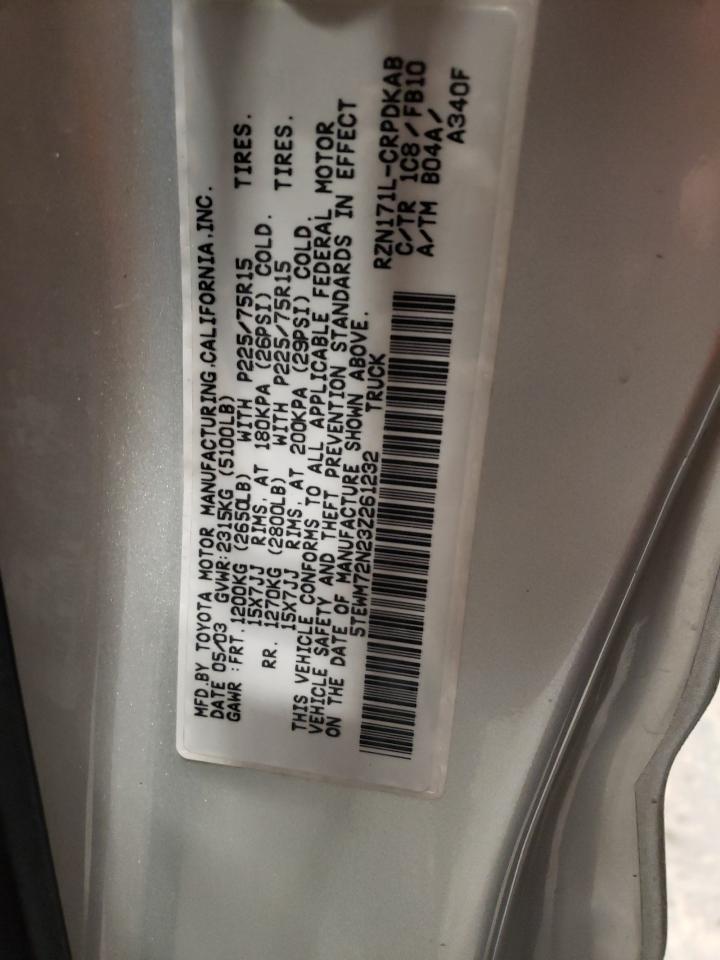 MFD.BY TOYOTA MOTOR MANUFACTURING,CALIFORNIA,INC.
DATE 05/03 GVWR:2315KG (5100LB)
GAWR :FRT.1200KG (2650LB) WITH P225/75R15 TIRES.
15X7JJ RIMS, AT 180KPA (26PSI) COLD.
RR. 1270KG (2800LB) WITH P225/75R15 TIRES.
15X7JJ RIMS, AT 200KPA (29PSI) COLD.
THIS VEHICLE CONFORMS TO ALL APPLICABLE FEDERAL MOTOR
VEHICLE SAFETY AND THEFT PREVENTION STANDARDS IN EFFECT
ON THE DATE OF MANUFACTURE SHOWN ABOVE.
5TEWM72N23Z261232 TRUCK
RZN171L-CRPDKAB
C/TR 1C8/FB10
A/TM B04A/
A340F